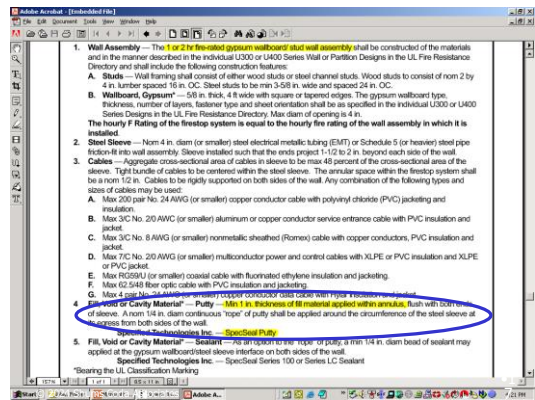 Adobe Acrobat - [Embedded File]
File Edit Document Tools View Window Help
1. Wall Assembly — The 1 or 2 hr fire-rated gypsum wallboard/ stud wall assembly shall be constructed of the materials
and in the manner described in the individual U300 or U400 Series Wall or Partition Designs in the UL Fire Resistance
Directory and shall include the following construction features:
A. Studs — Wall framing shall consist of either wood studs or steel channel studs. Wood studs to consist of nom 2 by
4 in. lumber spaced 16 in. OC. Steel studs to be min 3-5/8 in. wide and spaced 24 in. OC.
B. Wallboard, Gypsum* — 5/8 in. thick, 4 ft wide with square or tapered edges. The gypsum wallboard type,
thickness, number of layers, fastener type and sheet orientation shall be as specified in the individual U300 or U400
Series Designs in the UL Fire Resistance Directory. Max diam of opening is 4 in.
The hourly F Rating of the firestop system is equal to the hourly fire rating of the wall assembly in which it is
installed.
2. Steel Sleeve — Nom 4 in. diam (or smaller) steel electrical metallic tubing (EMT) or Schedule 5 (or heavier) steel pipe
friction-fit into wall assembly. Sleeve installed such that the ends project 1-1/2 to 2 in. beyond each side of the wall.
3. Cables — Aggregate cross-sectional area of cables in sleeve to be max 48 percent of the cross-sectional area of the
sleeve. Tight bundle of cables to be centered within the steel sleeve. The annular space within the firestop system shall
be a nom 1/2 in. Cables to be rigidly supported on both sides of the wall. Any combination of the following types and
sizes of cables may be used:
A. Max 200 pair No. 24 AWG (or smaller) copper conductor cable with polyvinyl chloride (PVC) jacketing and
insulation.
B. Max 3/C No. 2/0 AWC (or smaller) aluminum or copper conductor service entrance cable with PVC insulation and
jacket.
C. Max 3/C No. 8 AWG (or smaller) nonmetallic sheathed (Romex) cable with copper conductors, PVC insulation and
jacket.
D. Max 7/C No. 2/0 AWG (or smaller) multiconductor power and control cables with XLPE or PVC insulation and XLPE
or PVC jacket.
E. Max RG59/U (or smaller) coaxial cable with fluorinated ethylene insulation and jacketing.
F. Max 62.5/48 fiber optic cable with PVC insulation and jacketing.
G. Max 4 pair No. 24 AWG (or smaller) copper conductor data cable with Hylar insulation and jacket.
4 Fill, Void or Cavity Material* — Putty — Min 1 in. thickness of fill material applied within annulus, flush with both ends
of sleeve. A nom 1/4 in. diam continuous "rope" of putty shall be applied around the circumference of the steel sleeve at
its egress from both sides of the wall.
Specified Technologies Inc. — SpecSeal Putty
5. Fill, Void or Cavity Material* — Sealant — As an option to the "rope" of putty, a min 1/4 in. diam bead of sealant may
applied at the gypsum wallboard/steel sleeve interface on both sides of the wall.
Specified Technologies Inc — SpecSeal Series 100 or Series LC Sealant
*Bearing the UL Classification Marking
157% 1 of 1 8.5 x 11 in
Start Adobe A...